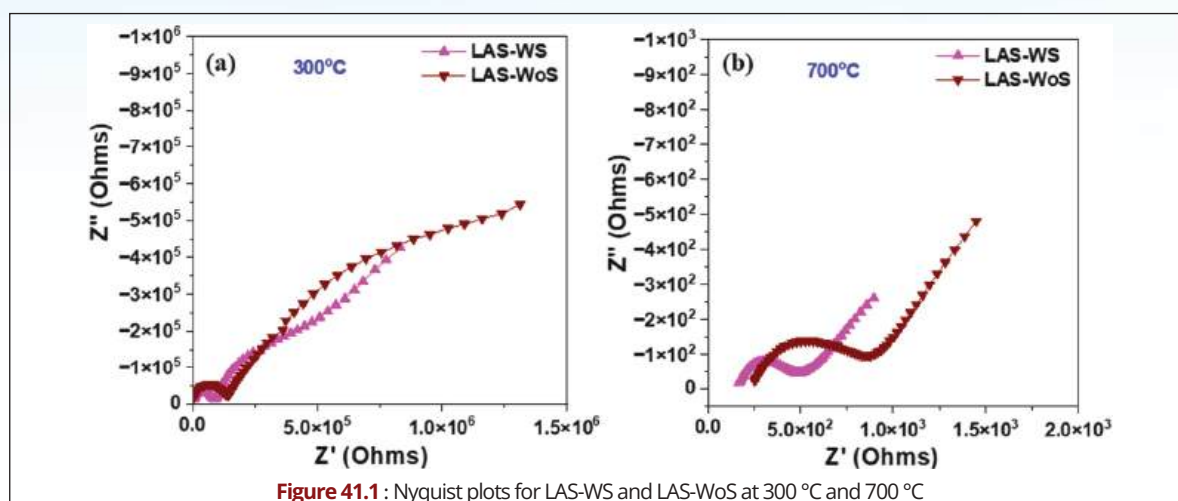 (a)
300°C
LAS-WS
LAS-WoS
−1×10⁶
−9×10⁵
−8×10⁵
−7×10⁵
−6×10⁵
−5×10⁵
−4×10⁵
−3×10⁵
−2×10⁵
−1×10⁵
0
Z'' (Ohms)
0.0
5.0×10⁵
1.0×10⁶
1.5×10⁶
Z' (Ohms)
(b)
700°C
LAS-WS
LAS-WoS
−1×10³
−9×10²
−8×10²
−7×10²
−6×10²
−5×10²
−4×10²
−3×10²
−2×10²
−1×10²
0
Z'' (Ohms)
0.0
5.0×10²
1.0×10³
1.5×10³
2.0×10³
Z' (Ohms)
Figure 41.1 : Nyquist plots for LAS-WS and LAS-WoS at 300 °C and 700 °C